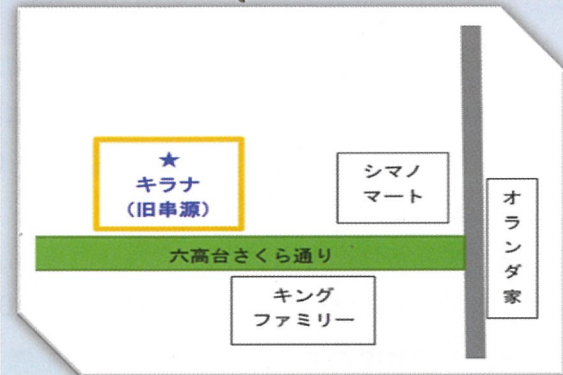 ★
キラナ
（旧串源）
シマノ
マート
オランダ家
六高台さくら通り
キング
ファミリー